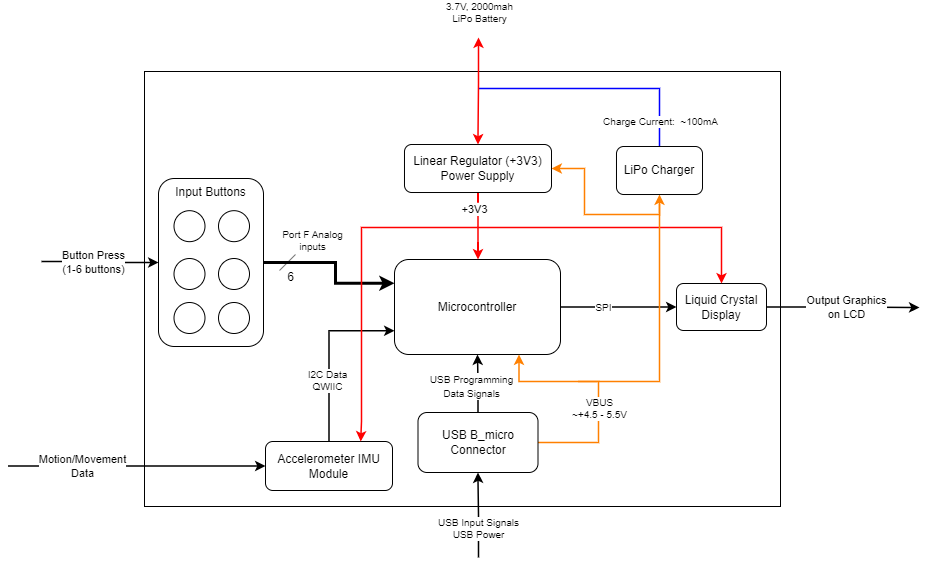 3.7V, 2000mah
LiPo Battery
Charge Current:  ~100mA
Linear Regulator (+3V3)
Power Supply
LiPo Charger
Input Buttons
+3V3
Port F Analog
inputs
6
Button Press
(1-6 buttons)
Microcontroller
SPI
Liquid Crystal
Display
Output Graphics
on LCD
I2C Data
QWIIC
USB Programming
Data Signals
VBUS
~+4.5 - 5.5V
USB B_micro
Connector
Accelerometer IMU
Module
Motion/Movement
Data
USB Input Signals
USB Power